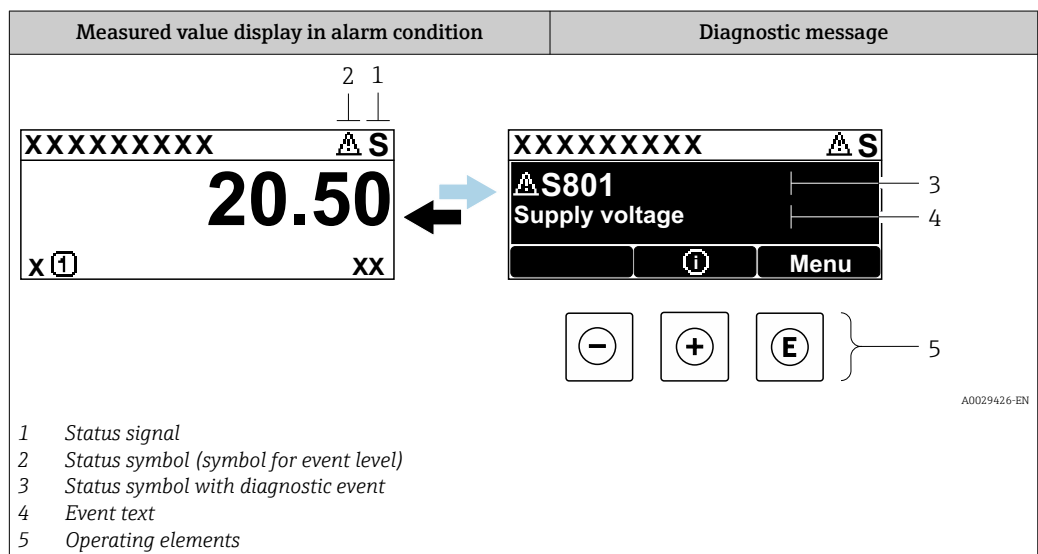 Measured value display in alarm condition
Diagnostic message
2 1
XXXXXXXXX ⚠ S
20.50
X 1 XX
XXXXXXXXX ⚠ S
⚠S801
Supply voltage
i Menu
3
4
- + E
5
A0029426-EN
1 Status signal
2 Status symbol (symbol for event level)
3 Status symbol with diagnostic event
4 Event text
5 Operating elements